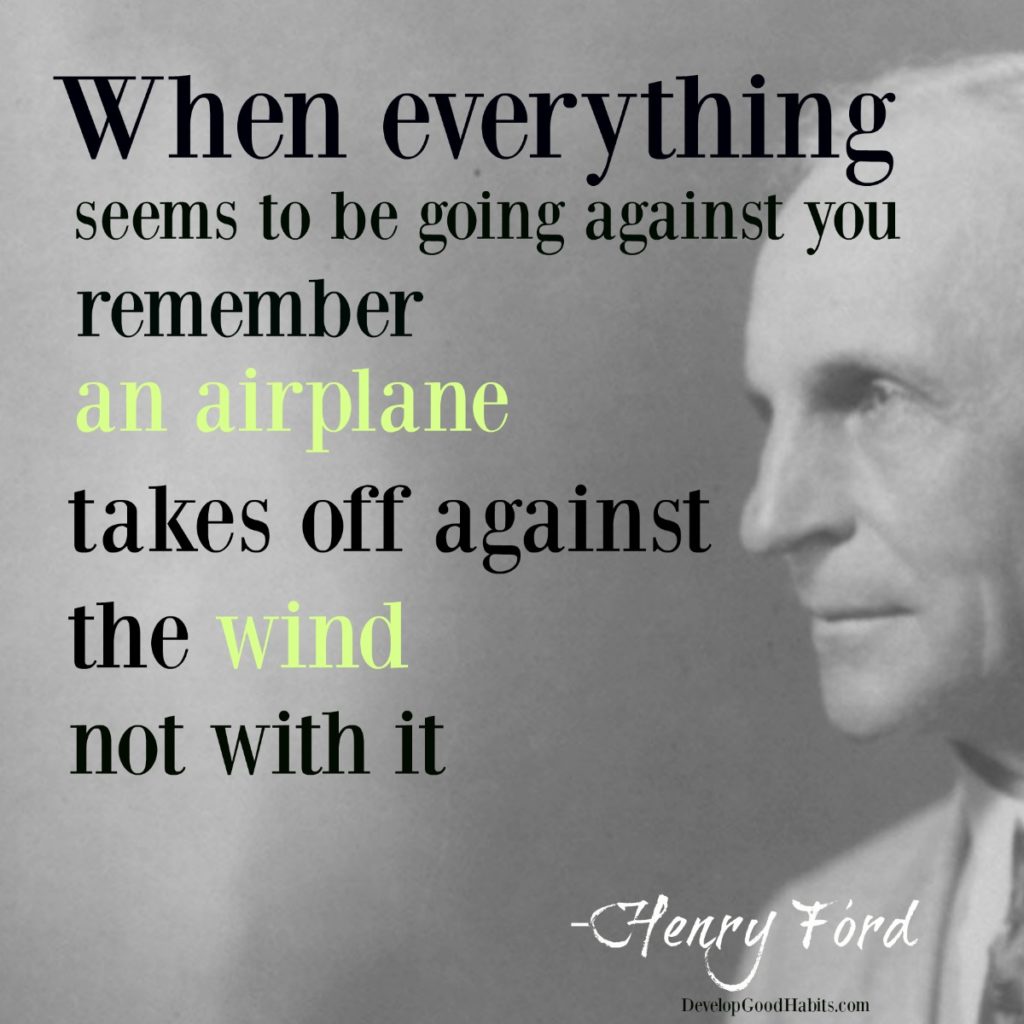 When everything
seems to be going against you
remember
an airplane
takes off against
the wind
not with it
-Henry Ford
DevelopGoodHabits.com